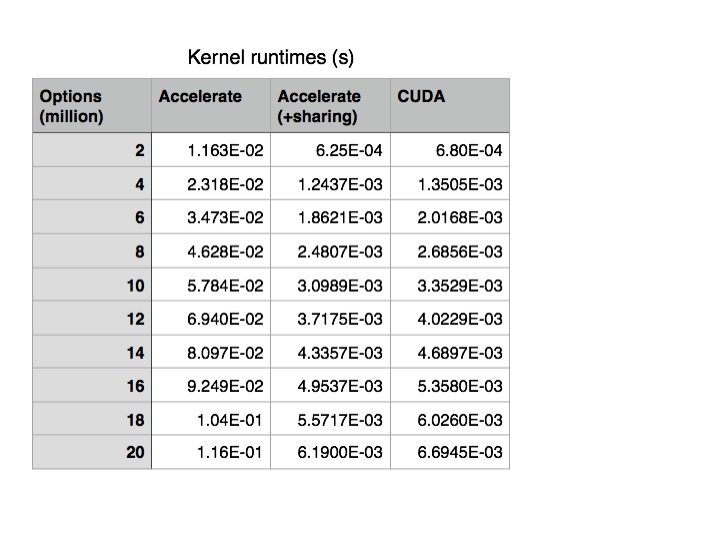 Kernel runtimes (s)
Options (million) Accelerate Accelerate (+sharing) CUDA
2 1.163E-02 6.25E-04 6.80E-04
4 2.318E-02 1.2437E-03 1.3505E-03
6 3.473E-02 1.8621E-03 2.0168E-03
8 4.628E-02 2.4807E-03 2.6856E-03
10 5.784E-02 3.0989E-03 3.3529E-03
12 6.940E-02 3.7175E-03 4.0229E-03
14 8.097E-02 4.3357E-03 4.6897E-03
16 9.249E-02 4.9537E-03 5.3580E-03
18 1.04E-01 5.5717E-03 6.0260E-03
20 1.16E-01 6.1900E-03 6.6945E-03